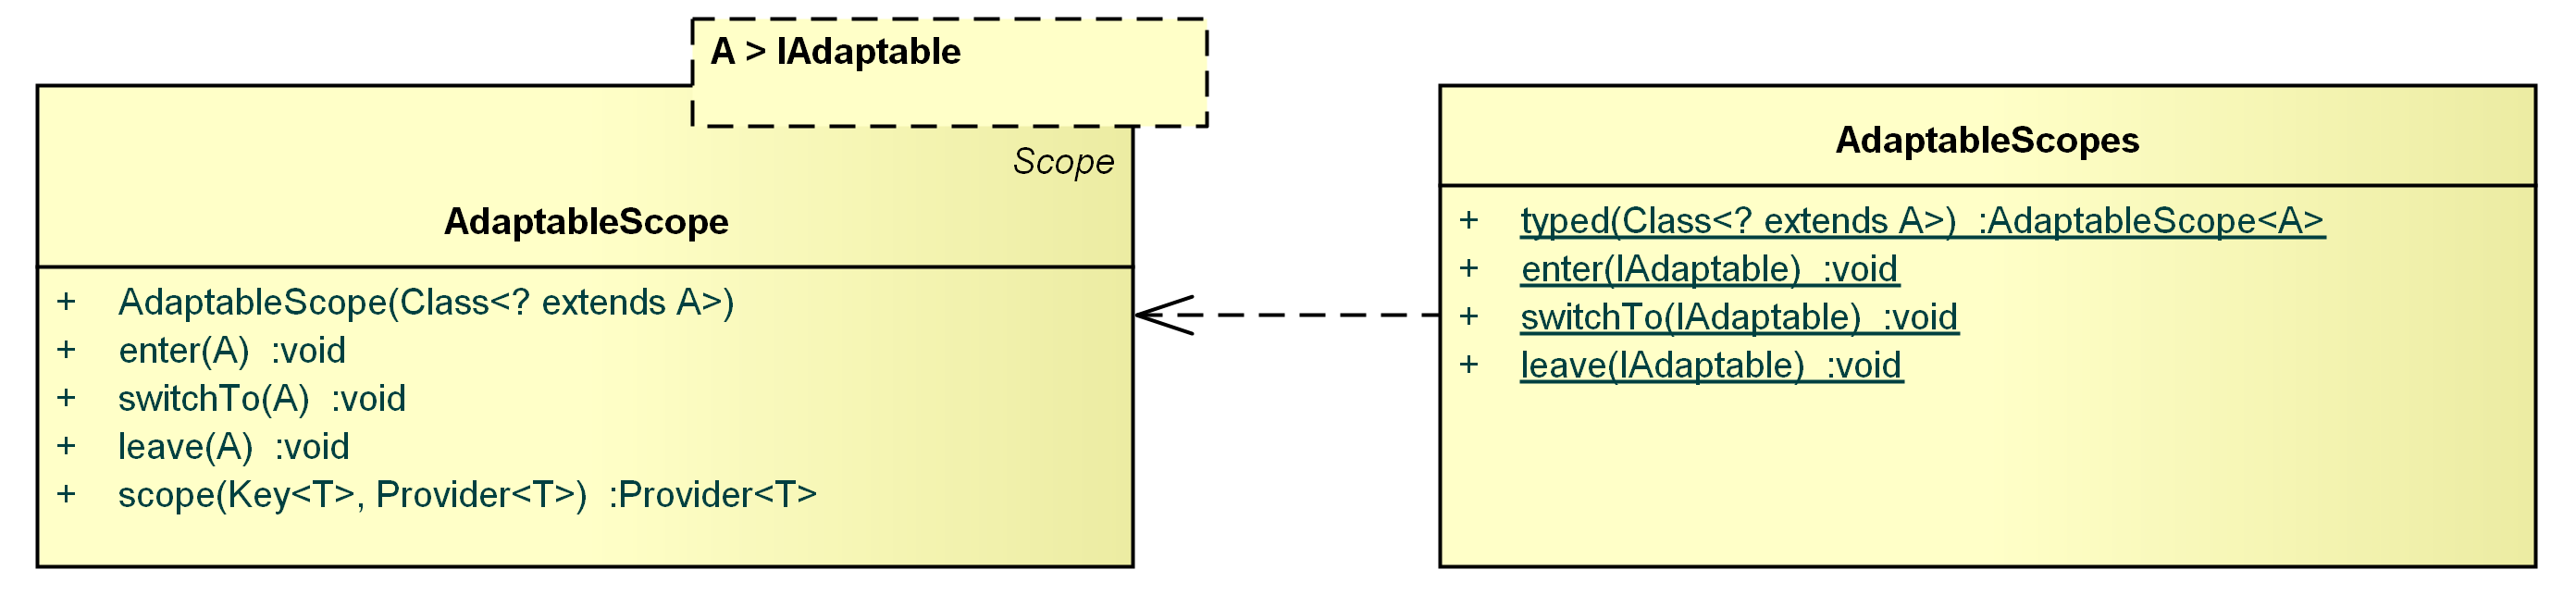 A > IAdaptable
Scope
AdaptableScope
+ AdaptableScope(Class<? extends A>)
+ enter(A) :void
+ switchTo(A) :void
+ leave(A) :void
+ scope(Key<T>, Provider<T>) :Provider<T>
AdaptableScopes
+ typed(Class<? extends A>) :AdaptableScope<A>
+ enter(IAdaptable) :void
+ switchTo(IAdaptable) :void
+ leave(IAdaptable) :void